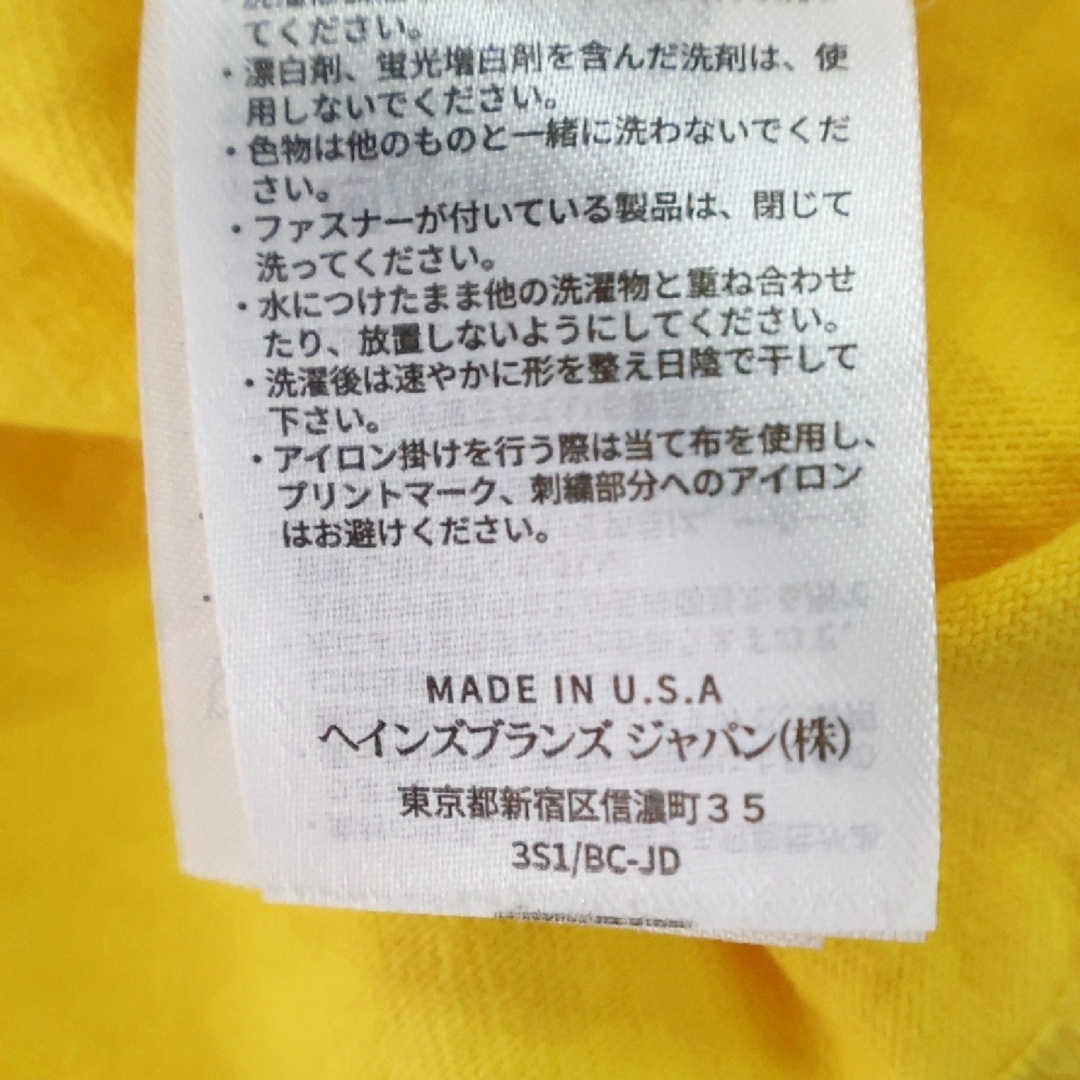 てください。
・漂白剤、蛍光増白剤を含んだ洗剤は、使
用しないでください。
・色物は他のものと一緒に洗わないでくだ
さい。
・ファスナーが付いている製品は、閉じて
洗ってください。
・水につけたまま他の洗濯物と重ね合わせ
たり、放置しないようにしてください。
・洗濯後は速やかに形を整え日陰で干して
下さい。
・アイロン掛けを行う際は当て布を使用し、
プリントマーク、刺繍部分へのアイロン
はお避けください。
MADE IN U.S.A
ヘインズブランズ ジャパン(株)
東京都新宿区信濃町35
3S1/BC-JD